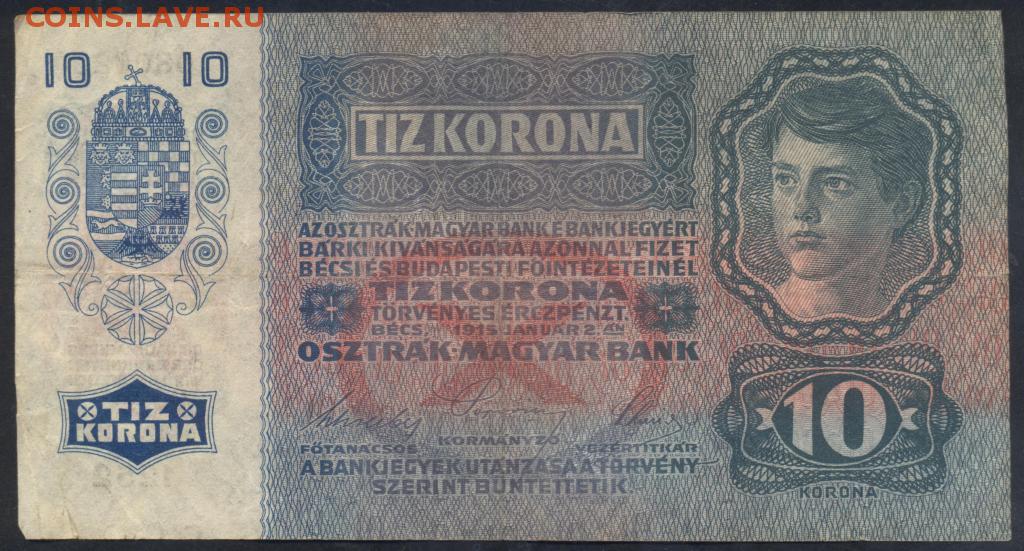 COINS.LAVE.RU
10 10
TIZ KORONA
AZ OSZTRÁK-MAGYAR BANK E BANKJEGYÉRT
BÁRKI KÍVÁNSÁGÁRA AZONNAL FIZET
BÉCSI ÉS BUDAPESTI FŐINTÉZETEINÉL
TIZ KORONA
TÖRVÉNYES ÉRCZPÉNZT.
BÉCS, 1915 JANUÁR 2.ÁN
OSZTRÁK-MAGYAR BANK
TIZ
KORONA
FŐTANÁCSOS KORMÁNYZÓ VEZÉRTITKÁR
A BANKJEGYEK UTÁNZÁSA A TÖRVÉNY
SZERINT BÜNTETTETIK.
10
KORONA